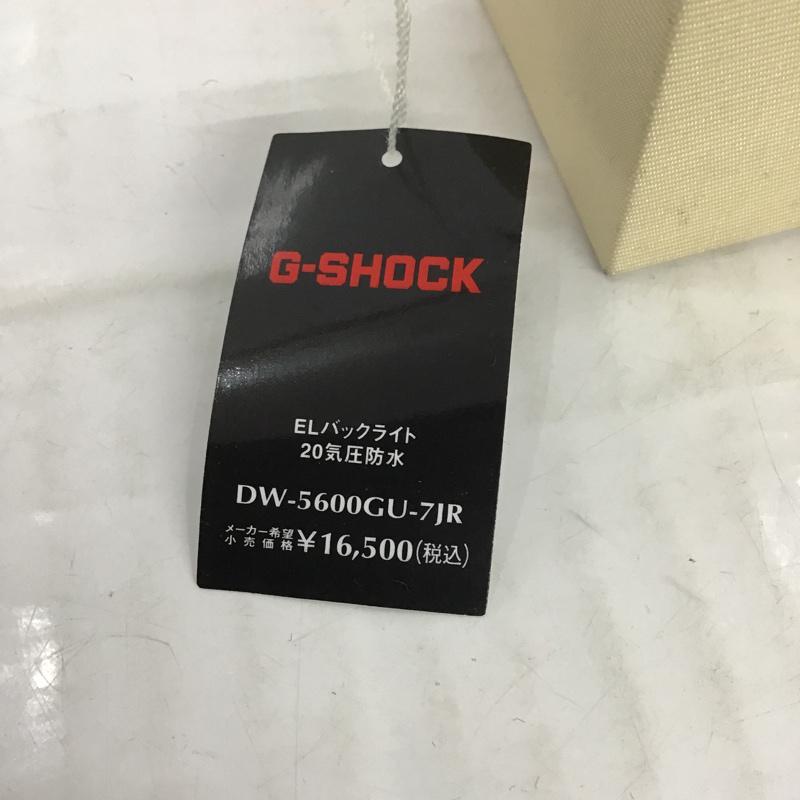 G-SHOCK
ELバックライト
20気圧防水
DW-5600GU-7JR
メーカー希望
小売価格 ¥16,500(税込)